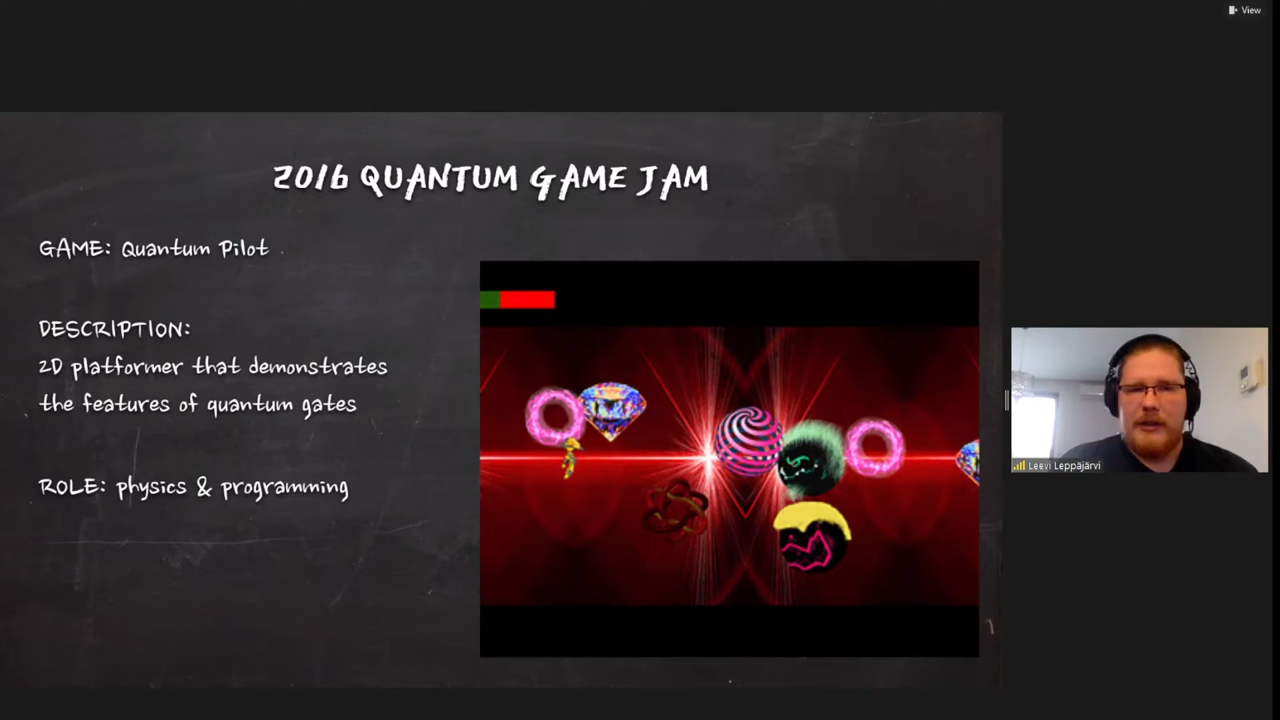 View
2016 QUANTUM GAME JAM
GAME: Quantum Pilot
DESCRIPTION:
2D platformer that demonstrates
the features of quantum gates
ROLE: physics & programming
Leevi Leppäjärvi